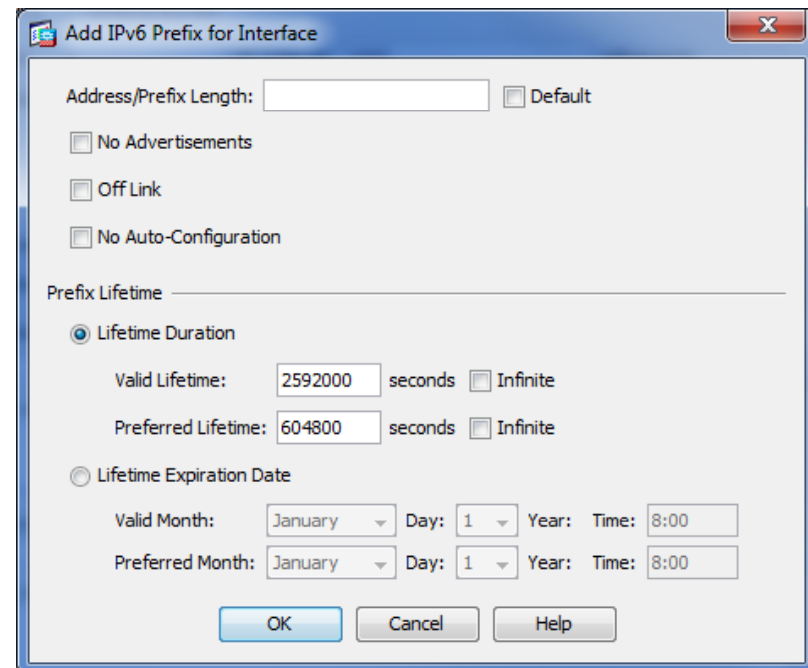 Add IPv6 Prefix for Interface
Address/Prefix Length: Default
No Advertisements
Off Link
No Auto-Configuration
Prefix Lifetime
Lifetime Duration
Valid Lifetime: 2592000 seconds Infinite
Preferred Lifetime: 604800 seconds Infinite
Lifetime Expiration Date
Valid Month: January Day: 1 Year: Time: 8:00
Preferred Month: January Day: 1 Year: Time: 8:00
OK Cancel Help